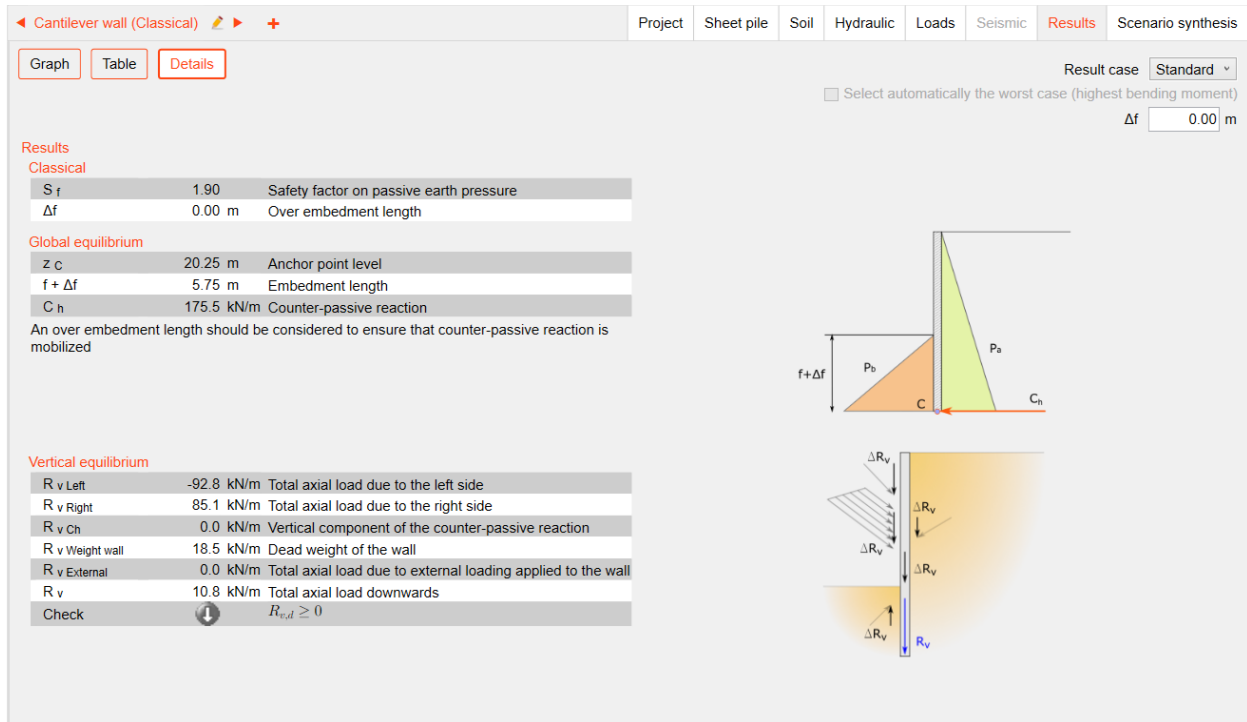 Cantilever wall (Classical)
Project Sheet pile Soil Hydraulic Loads Seismic Results Scenario synthesis
Graph Table Details
Result case Standard
Select automatically the worst case (highest bending moment)
Δf 0.00 m
Results
Classical
S f 1.90 Safety factor on passive earth pressure
Δf 0.00 m Over embedment length
Global equilibrium
z C 20.25 m Anchor point level
f + Δf 5.75 m Embedment length
C h 175.5 kN/m Counter-passive reaction
An over embedment length should be considered to ensure that counter-passive reaction is
mobilized
f+Δf
Pb
Pa
C
Ch
Vertical equilibrium
R v Left -92.8 kN/m Total axial load due to the left side
R v Right 85.1 kN/m Total axial load due to the right side
R v Ch 0.0 kN/m Vertical component of the counter-passive reaction
R v Weight wall 18.5 kN/m Dead weight of the wall
R v External 0.0 kN/m Total axial load due to external loading applied to the wall
R v 10.8 kN/m Total axial load downwards
Check R_{v,d} ≥ 0
ΔRv
ΔRv
ΔRv
ΔRv
ΔRv
Rv